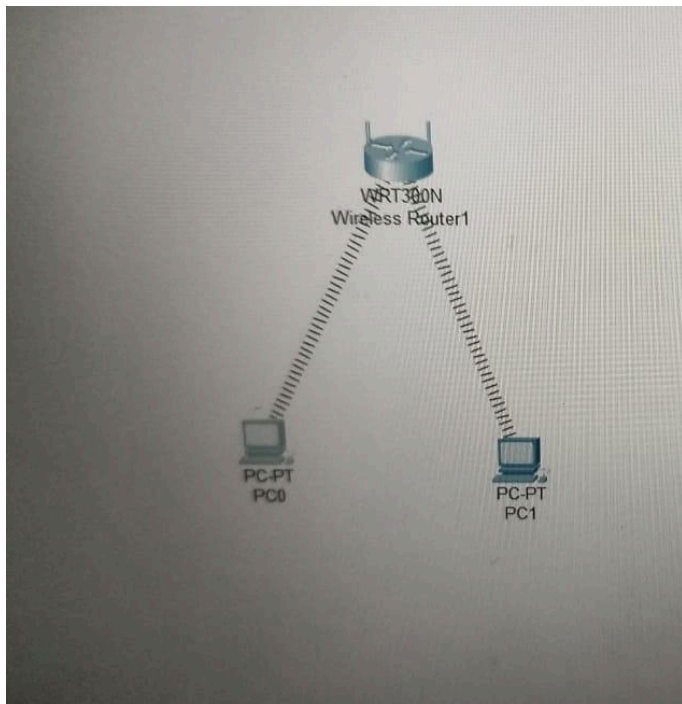 WRT300N
Wireless Router1
PC-PT
PC0
PC-PT
PC1